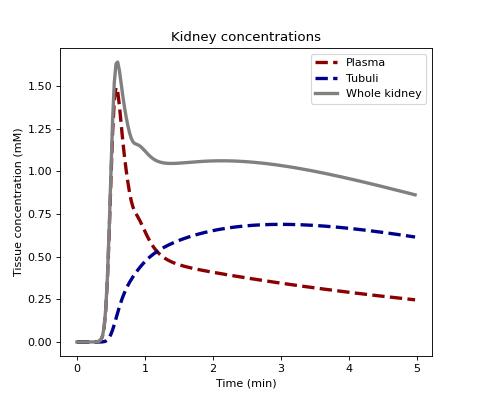 Kidney concentrations
Plasma
Tubuli
Whole kidney
Tissue concentration (mM)
1.50
1.25
1.00
0.75
0.50
0.25
0.00
0 1 2 3 4 5
Time (min)